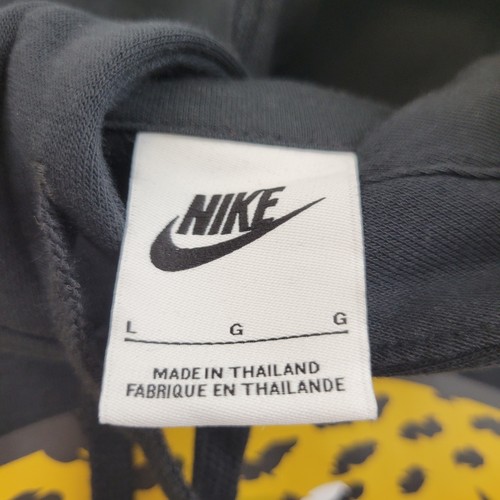 NIKE
L G G
MADE IN THAILAND
FABRIQUE EN THAILANDE